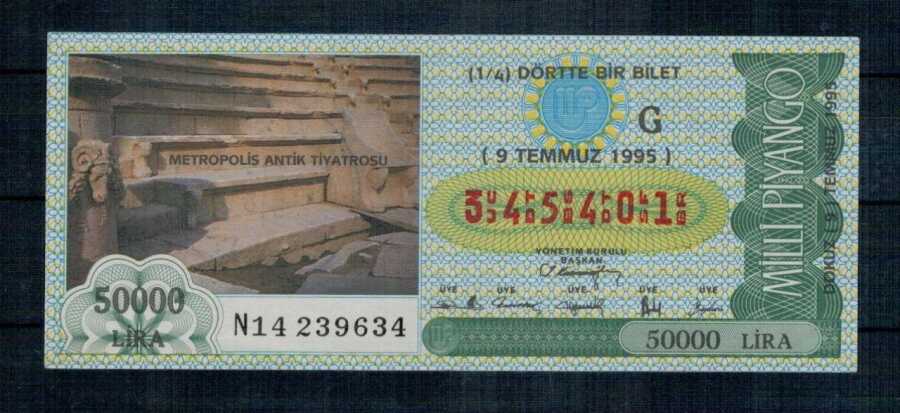 METROPOLİS ANTİK TİYATROSU
50000
LİRA
N14 239634
(1/4) DÖRTTE BİR BİLET
G
( 9 TEMMUZ 1995 )
3 4 5 4 0 1
YÖNETİM KURULU
BAŞKAN
ÜYE ÜYE ÜYE ÜYE ÜYE
50000 LİRA
MİLLİ PİYANGO